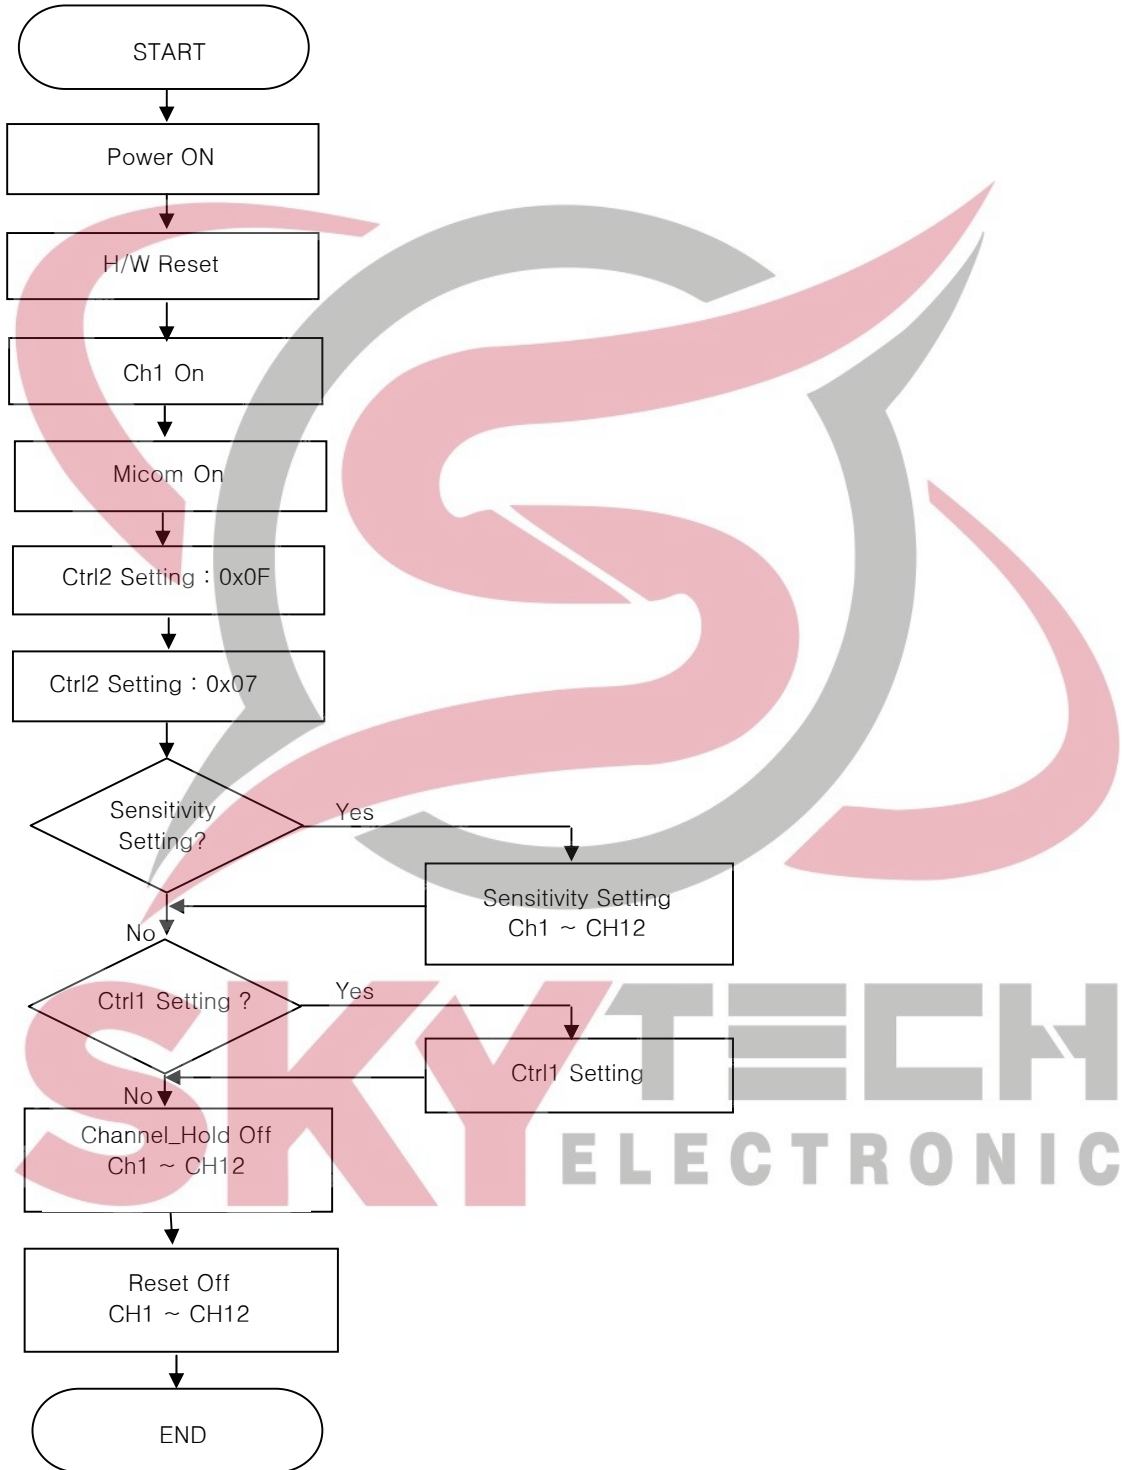 START
Power ON
H/W Reset
Ch1 On
Micom On
Ctrl2 Setting : 0x0F
Ctrl2 Setting : 0x07
Sensitivity
Setting?
Yes
Sensitivity Setting
Ch1 ~ CH12
No
Ctrl1 Setting ?
Yes
Ctrl1 Setting
No
Channel_Hold Off
Ch1 ~ CH12
Reset Off
CH1 ~ CH12
END
SKYTECH
ELECTRONIC